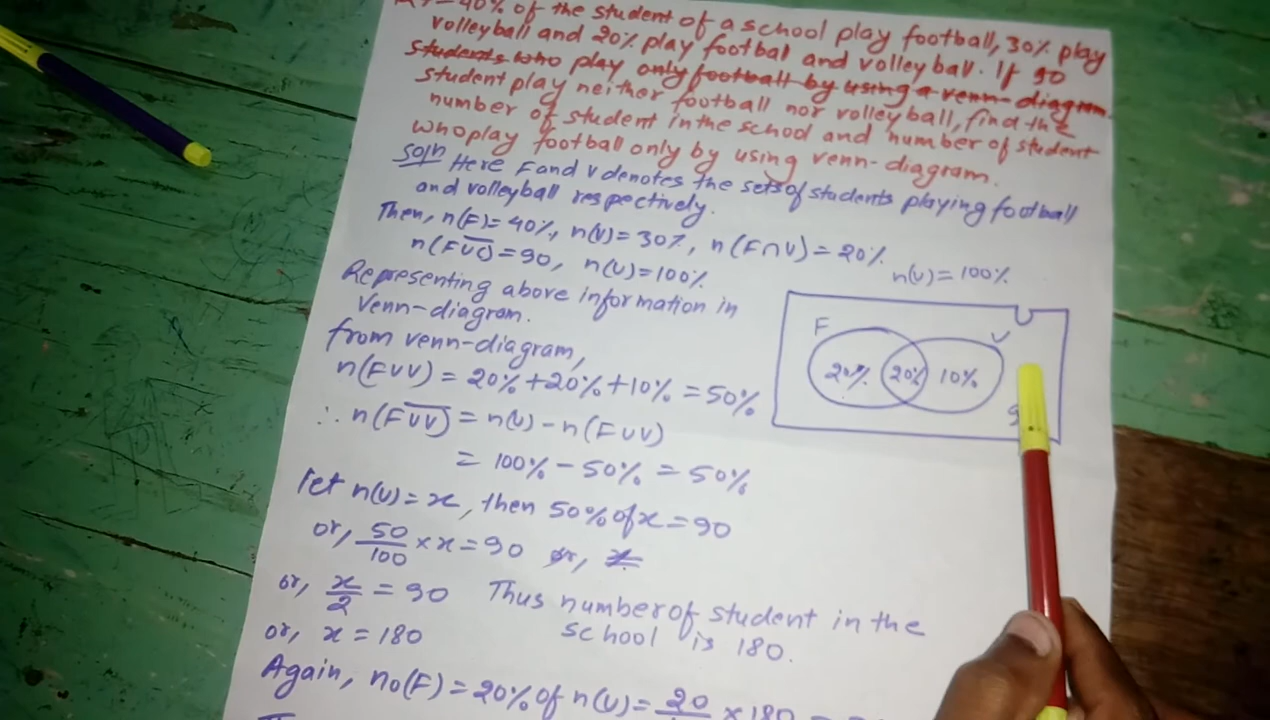 40% of the student of a school play football, 30% play
volleyball and 20% play footbal and volleyball. If 90
students who play only football by using a venn-diagram
student play neither football nor volleyball, find the
number of student in the school and number of student
who play football only by using venn-diagram.
Soln Here F and V denotes the sets of students playing football
and volleyball respectively.
Then, n(F)=40%, n(V)=30%, n(F∩V)=20%
n(F∪V)̅=90, n(U)=100%
n(U)=100%
Representing above information in
Venn-diagram.
F
V
20%
20%
10%
from venn-diagram,
n(F∪V) = 20%+20%+10% = 50%
∴ n(F∪V)̅ = n(U) - n(F∪V)
= 100% - 50% = 50%
let n(U)=x, then 50% of x = 90
or, 50/100 × x = 90 or, x
or, x/2 = 90 Thus number of student in the
or, x = 180 school is 180.
Again, no(F) = 20% of n(U) = 20 × 180